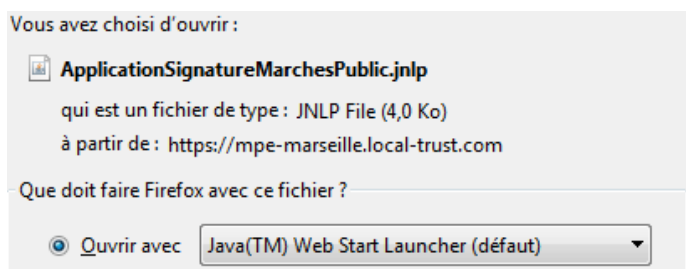 Vous avez choisi d'ouvrir :
ApplicationSignatureMarchesPublic.jnlp
qui est un fichier de type : JNLP File (4,0 Ko)
à partir de : https://mpe-marseille.local-trust.com
Que doit faire Firefox avec ce fichier ?
Ouvrir avec Java(TM) Web Start Launcher (défaut)